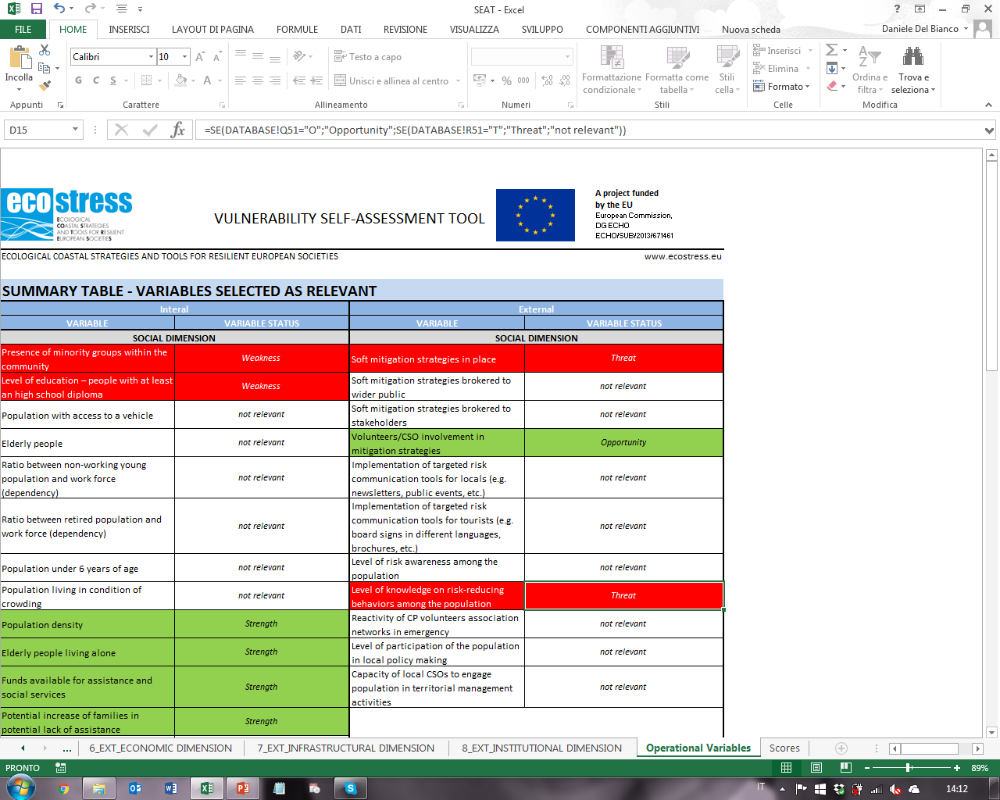 SEAT - Excel
FILE HOME INSERISCI LAYOUT DI PAGINA FORMULE DATI REVISIONE VISUALIZZA SVILUPPO COMPONENTI AGGIUNTIVI Nuova scheda Daniele Del Bianco
Incolla
Calibri 10
G C S
Testo a capo
Unisci e allinea al centro
% 000
Formattazione condizionale
Formatta come tabella
Stili cella
Inserisci
Elimina
Formato
Ordina e filtra
Trova e seleziona
Appunti Carattere Allineamento Numeri Stili Celle Modifica
D15 fx =SE(DATABASE!Q51="O";"Opportunity";SE(DATABASE!R51="T";"Threat";"not relevant"))
ecostress
ECOLOGICAL
COASTAL STRATEGIES
AND TOOLS FOR RESILIENT
EUROPEAN SOCIETIES
VULNERABILITY SELF-ASSESSMENT TOOL
A project funded
by the EU
European Commission,
DG ECHO
ECHO/SUB/2013/671461
ECOLOGICAL COASTAL STRATEGIES AND TOOLS FOR RESILIENT EUROPEAN SOCIETIES www.ecostress.eu
SUMMARY TABLE - VARIABLES SELECTED AS RELEVANT
Interal External
VARIABLE VARIABLE STATUS VARIABLE VARIABLE STATUS
SOCIAL DIMENSION SOCIAL DIMENSION
Presence of minority groups within the
community
Weakness
Soft mitigation strategies in place
Threat
Level of education – people with at least
an high school diploma
Weakness
Soft mitigation strategies brokered to
wider public
not relevant
Population with access to a vehicle
not relevant
Soft mitigation strategies brokered to
stakeholders
not relevant
Elderly people
not relevant
Volunteers/CSO involvement in
mitigation strategies
Opportunity
Ratio between non-working young
population and work force
(dependency)
not relevant
Implementation of targeted risk
communication tools for locals (e.g.
newsletters, public events, etc.)
not relevant
Ratio between retired population and
work force (dependency)
not relevant
Implementation of targeted risk
communication tools for tourists (e.g.
board signs in different languages,
brochures, etc.)
not relevant
Population under 6 years of age
not relevant
Level of risk awareness among the
population
not relevant
Population living in condition of
crowding
not relevant
Level of knowledge on risk-reducing
behaviors among the population
Threat
Population density
Strength
Reactivity of CP volunteers association
networks in emergency
not relevant
Elderly people living alone
Strength
Level of participation of the population
in local policy making
not relevant
Funds available for assistance and
social services
Strength
Capacity of local CSOs to engage
population in territorial management
activities
not relevant
Potential increase of families in
potential lack of assistance
Strength
... 6_EXT_ECONOMIC DIMENSION 7_EXT_INFRASTRUCTURAL DIMENSION 8_EXT_INSTITUTIONAL DIMENSION Operational Variables Scores
PRONTO 89%
IT 14:12